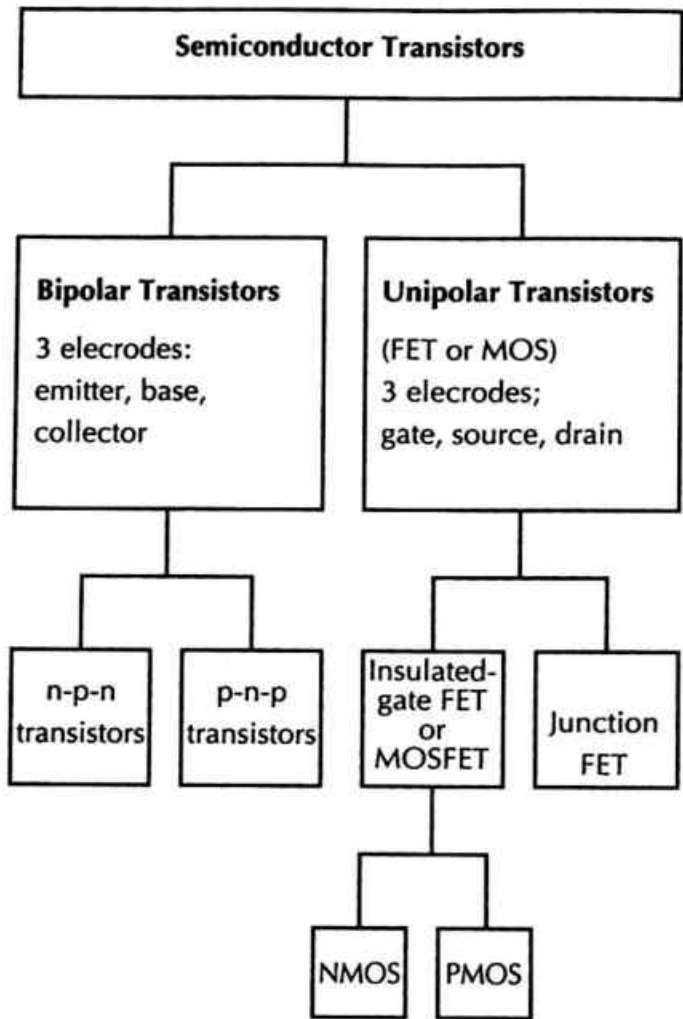 Semiconductor Transistors
Bipolar Transistors
3 elecrodes:
emitter, base,
collector
Unipolar Transistors
(FET or MOS)
3 elecrodes;
gate, source, drain
n-p-n
transistors
p-n-p
transistors
Insulated-
gate FET
or
MOSFET
Junction
FET
NMOS
PMOS